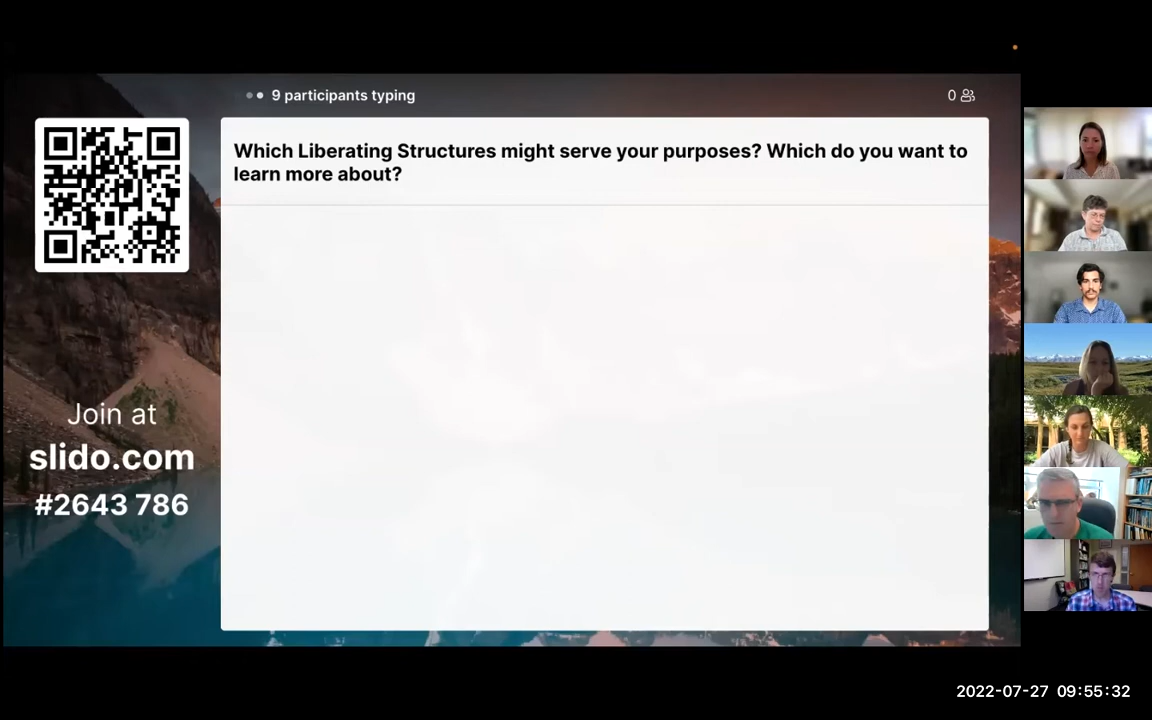 9 participants typing
0
Which Liberating Structures might serve your purposes? Which do you want to
learn more about?
Join at
slido.com
#2643 786
2022-07-27 09:55:32